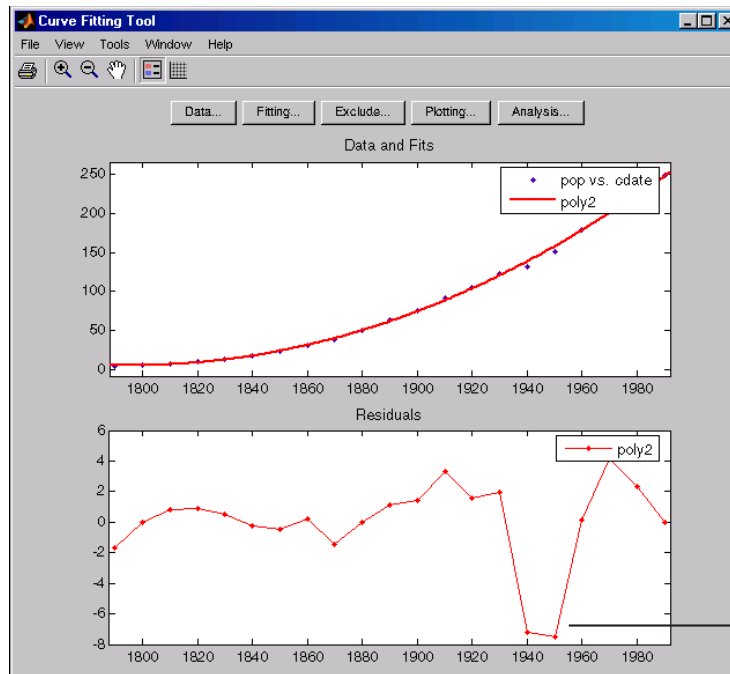 Curve Fitting Tool
File View Tools Window Help
Data... Fitting... Exclude... Plotting... Analysis...
Data and Fits
250
200
150
100
50
0
pop vs. cdate
poly2
1800 1820 1840 1860 1880 1900 1920 1940 1960 1980
Residuals
6
4
2
0
-2
-4
-6
-8
poly2
1800 1820 1840 1860 1880 1900 1920 1940 1960 1980